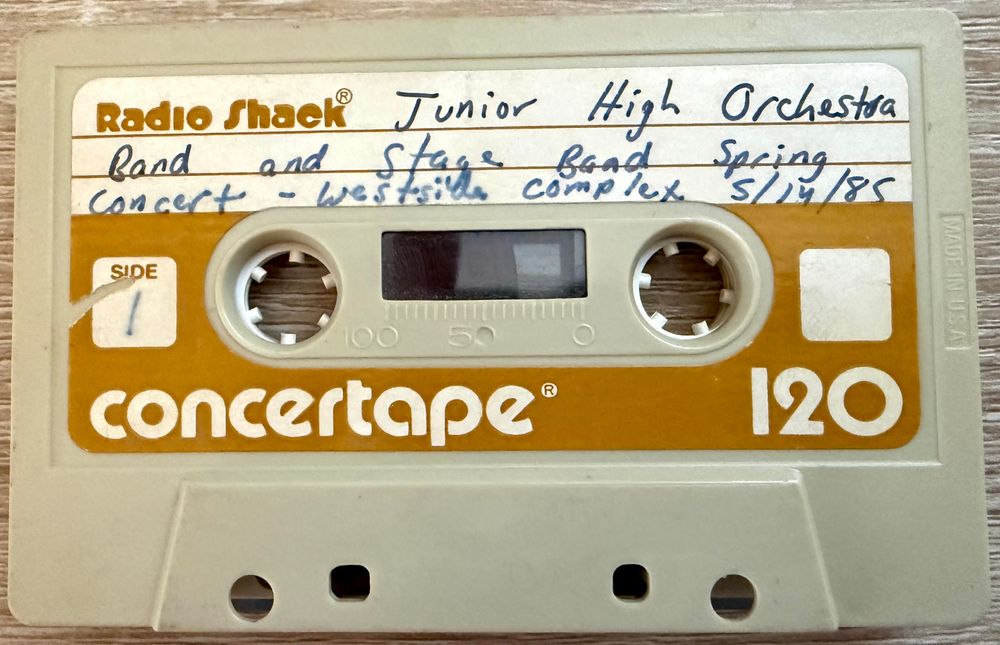 Radio Shack® Junior High Orchestra
Band and Stage Band Spring
Concert - Westside Complex 5/14/85
SIDE
1
100 50 0
MADE IN U.S.A
concertape® 120